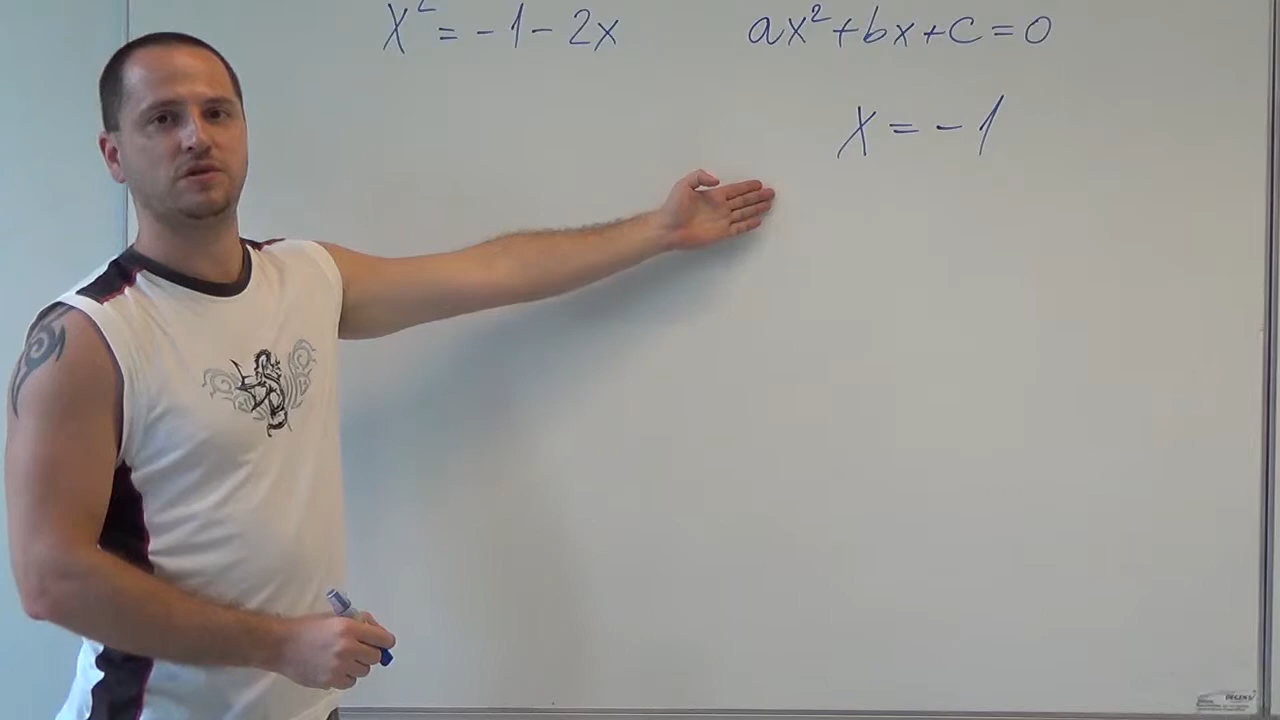 x² = -1 - 2x
ax² + bx + c = 0
x = -1